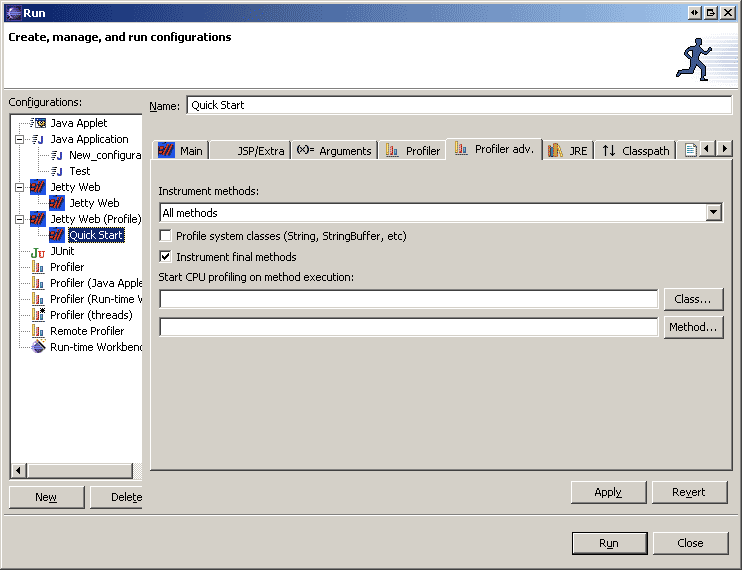 Run
Create, manage, and run configurations
Configurations:
Java Applet
Java Application
New_configura
Test
Jetty Web
Jetty Web
Jetty Web (Profile)
Quick Start
JUnit
Profiler
Profiler (Java Apple
Profiler (Run-time W
Profiler (threads)
Remote Profiler
Run-time Workbenc
New
Delete
Name: Quick Start
Main JSP/Extra (x)= Arguments Profiler Profiler adv. JRE Classpath
Instrument methods:
All methods
Profile system classes (String, StringBuffer, etc)
Instrument final methods
Start CPU profiling on method execution:
Class...
Method...
Apply Revert
Run Close